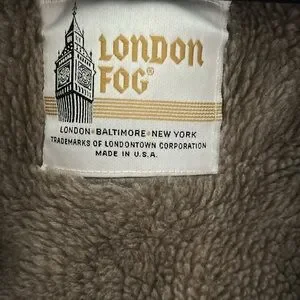 LONDON
FOG®
LONDON • BALTIMORE • NEW YORK
TRADEMARKS OF LONDONTOWN CORPORATION
MADE IN U.S.A.